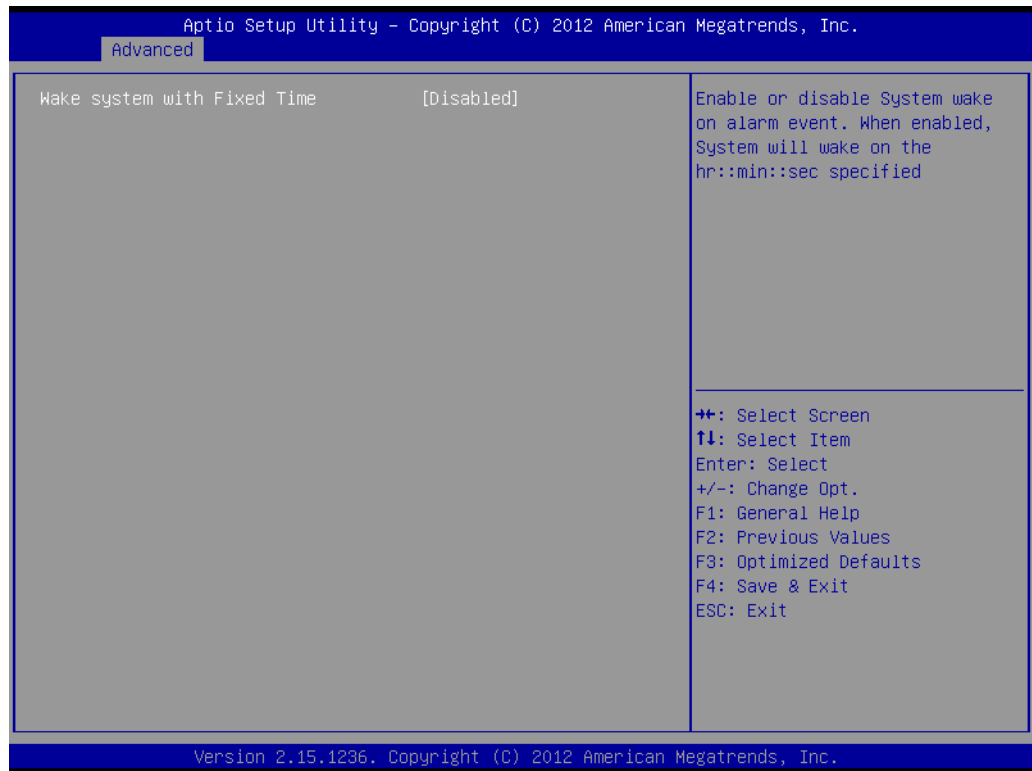 Aptio Setup Utility – Copyright (C) 2012 American Megatrends, Inc.
Advanced
Wake system with Fixed Time [Disabled]
Enable or disable System wake
on alarm event. When enabled,
System will wake on the
hr::min::sec specified
→←: Select Screen
↑↓: Select Item
Enter: Select
+/-: Change Opt.
F1: General Help
F2: Previous Values
F3: Optimized Defaults
F4: Save & Exit
ESC: Exit
Version 2.15.1236. Copyright (C) 2012 American Megatrends, Inc.